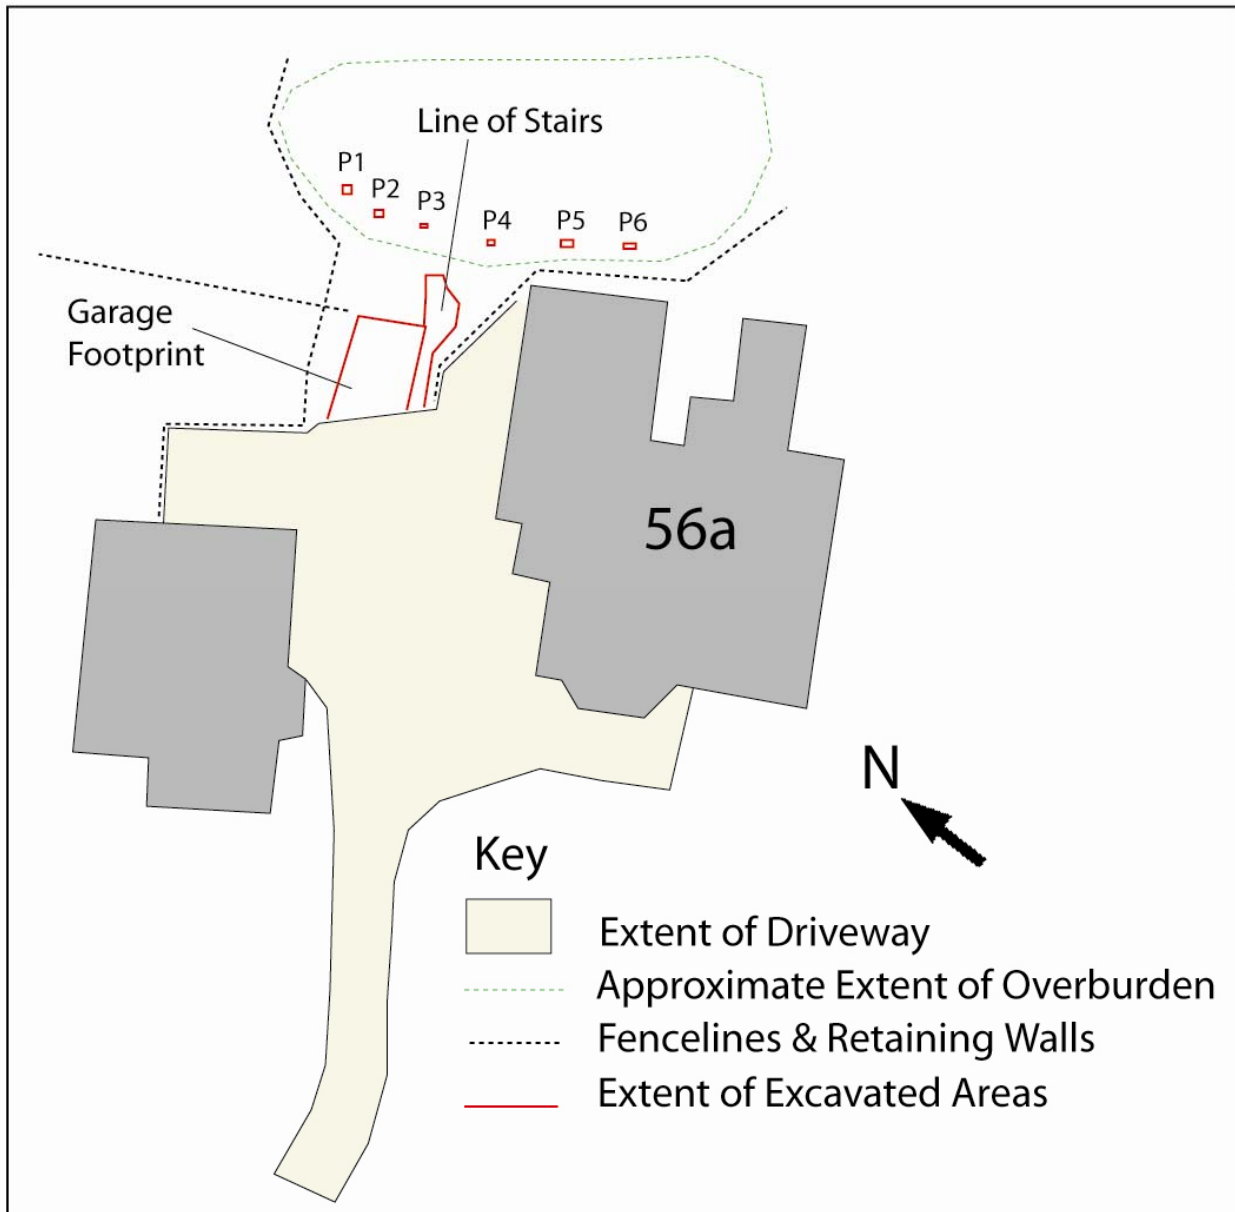 Line of Stairs
P1
P2
P3
P4
P5
P6
Garage
Footprint
56a
N
Key
Extent of Driveway
Approximate Extent of Overburden
Fencelines & Retaining Walls
Extent of Excavated Areas